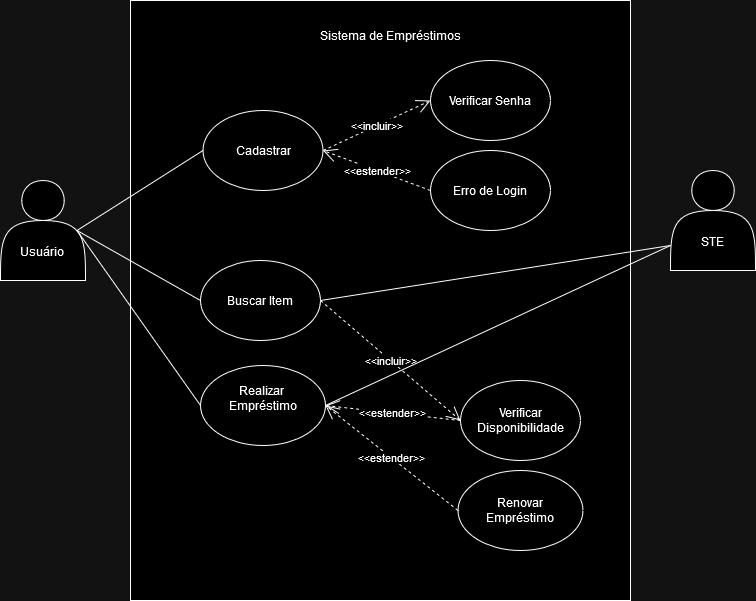 Sistema de Empréstimos
Verificar Senha
<<incluir>>
Cadastrar
<<estender>>
Erro de Login
Usuário
STE
Buscar Item
<<incluir>>
Realizar
Empréstimo
<<estender>>
Verificar
Disponibilidade
<<estender>>
Renovar
Empréstimo